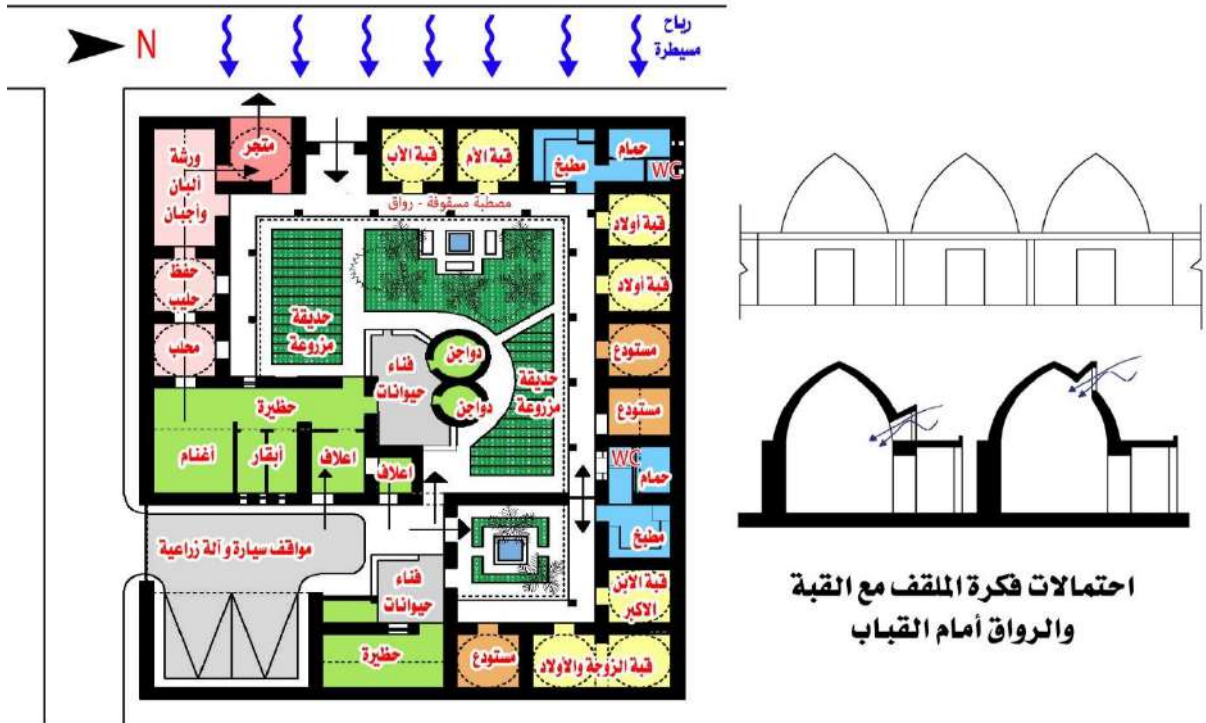 N
رياح
مسيطرة
متجر
ورشة
ألبان
وأجبان
قبة الأب
قبة الأم
مطبخ
حمام
WC
مصطبة مسقوفة - رواق
قبة أولاد
حفظ
حليب
قبة أولاد
حديقة
مزروعة
محلب
دواجن
فناء
حيوانات
مستودع
حديقة
مزروعة
دواجن
حظيرة
مستودع
أغنام
أبقار
اعلاف
اعلاف
WC
حمام
مواقف سيارة و آلة زراعية
مطبخ
فناء
حيوانات
قبة الابن
الاكبر
حظيرة
مستودع
قبة الزوجة والأولاد
احتمالات فكرة الملقف مع القبة
والرواق أمام القباب